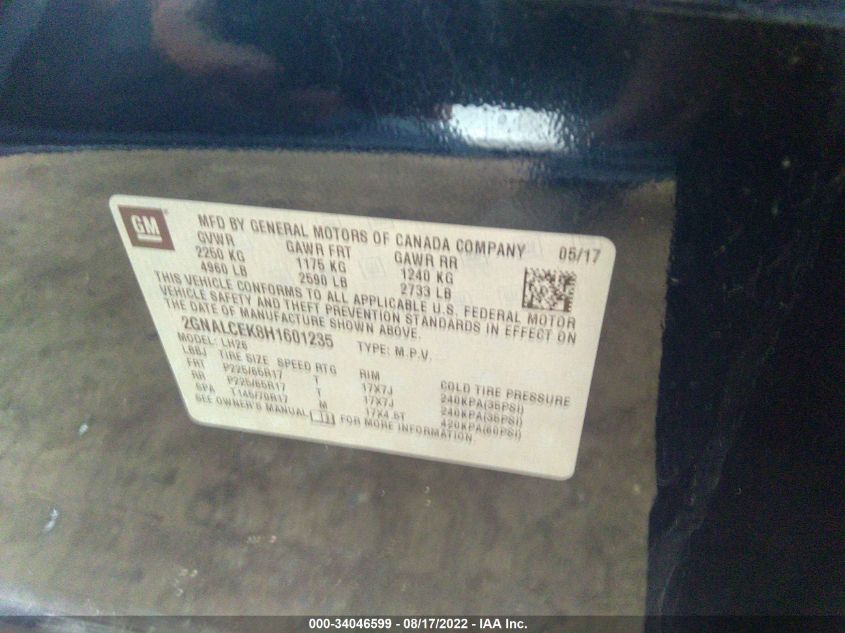 GM
MFD BY GENERAL MOTORS OF CANADA COMPANY 05/17
GVWR GAWR FRT GAWR RR
2250 KG 1175 KG 1240 KG
4960 LB 2590 LB 2733 LB
THIS VEHICLE CONFORMS TO ALL APPLICABLE U.S. FEDERAL MOTOR
VEHICLE SAFETY AND THEFT PREVENTION STANDARDS IN EFFECT ON
THE DATE OF MANUFACTURE SHOWN ABOVE.
2GNALCEK8H1601235 TYPE: M.P.V.
MODEL: LH26
LBBJ TIRE SIZE SPEED RTG RIM COLD TIRE PRESSURE
FRT P225/65R17 T 17X7J 240KPA(35PSI)
RR P225/65R17 T 17X7J 240KPA(35PSI)
SPA T145/70R17 M 17X4.5T 420KPA(60PSI)
SEE OWNER'S MANUAL FOR MORE INFORMATION
000-34046599 - 08/17/2022 - IAA Inc.